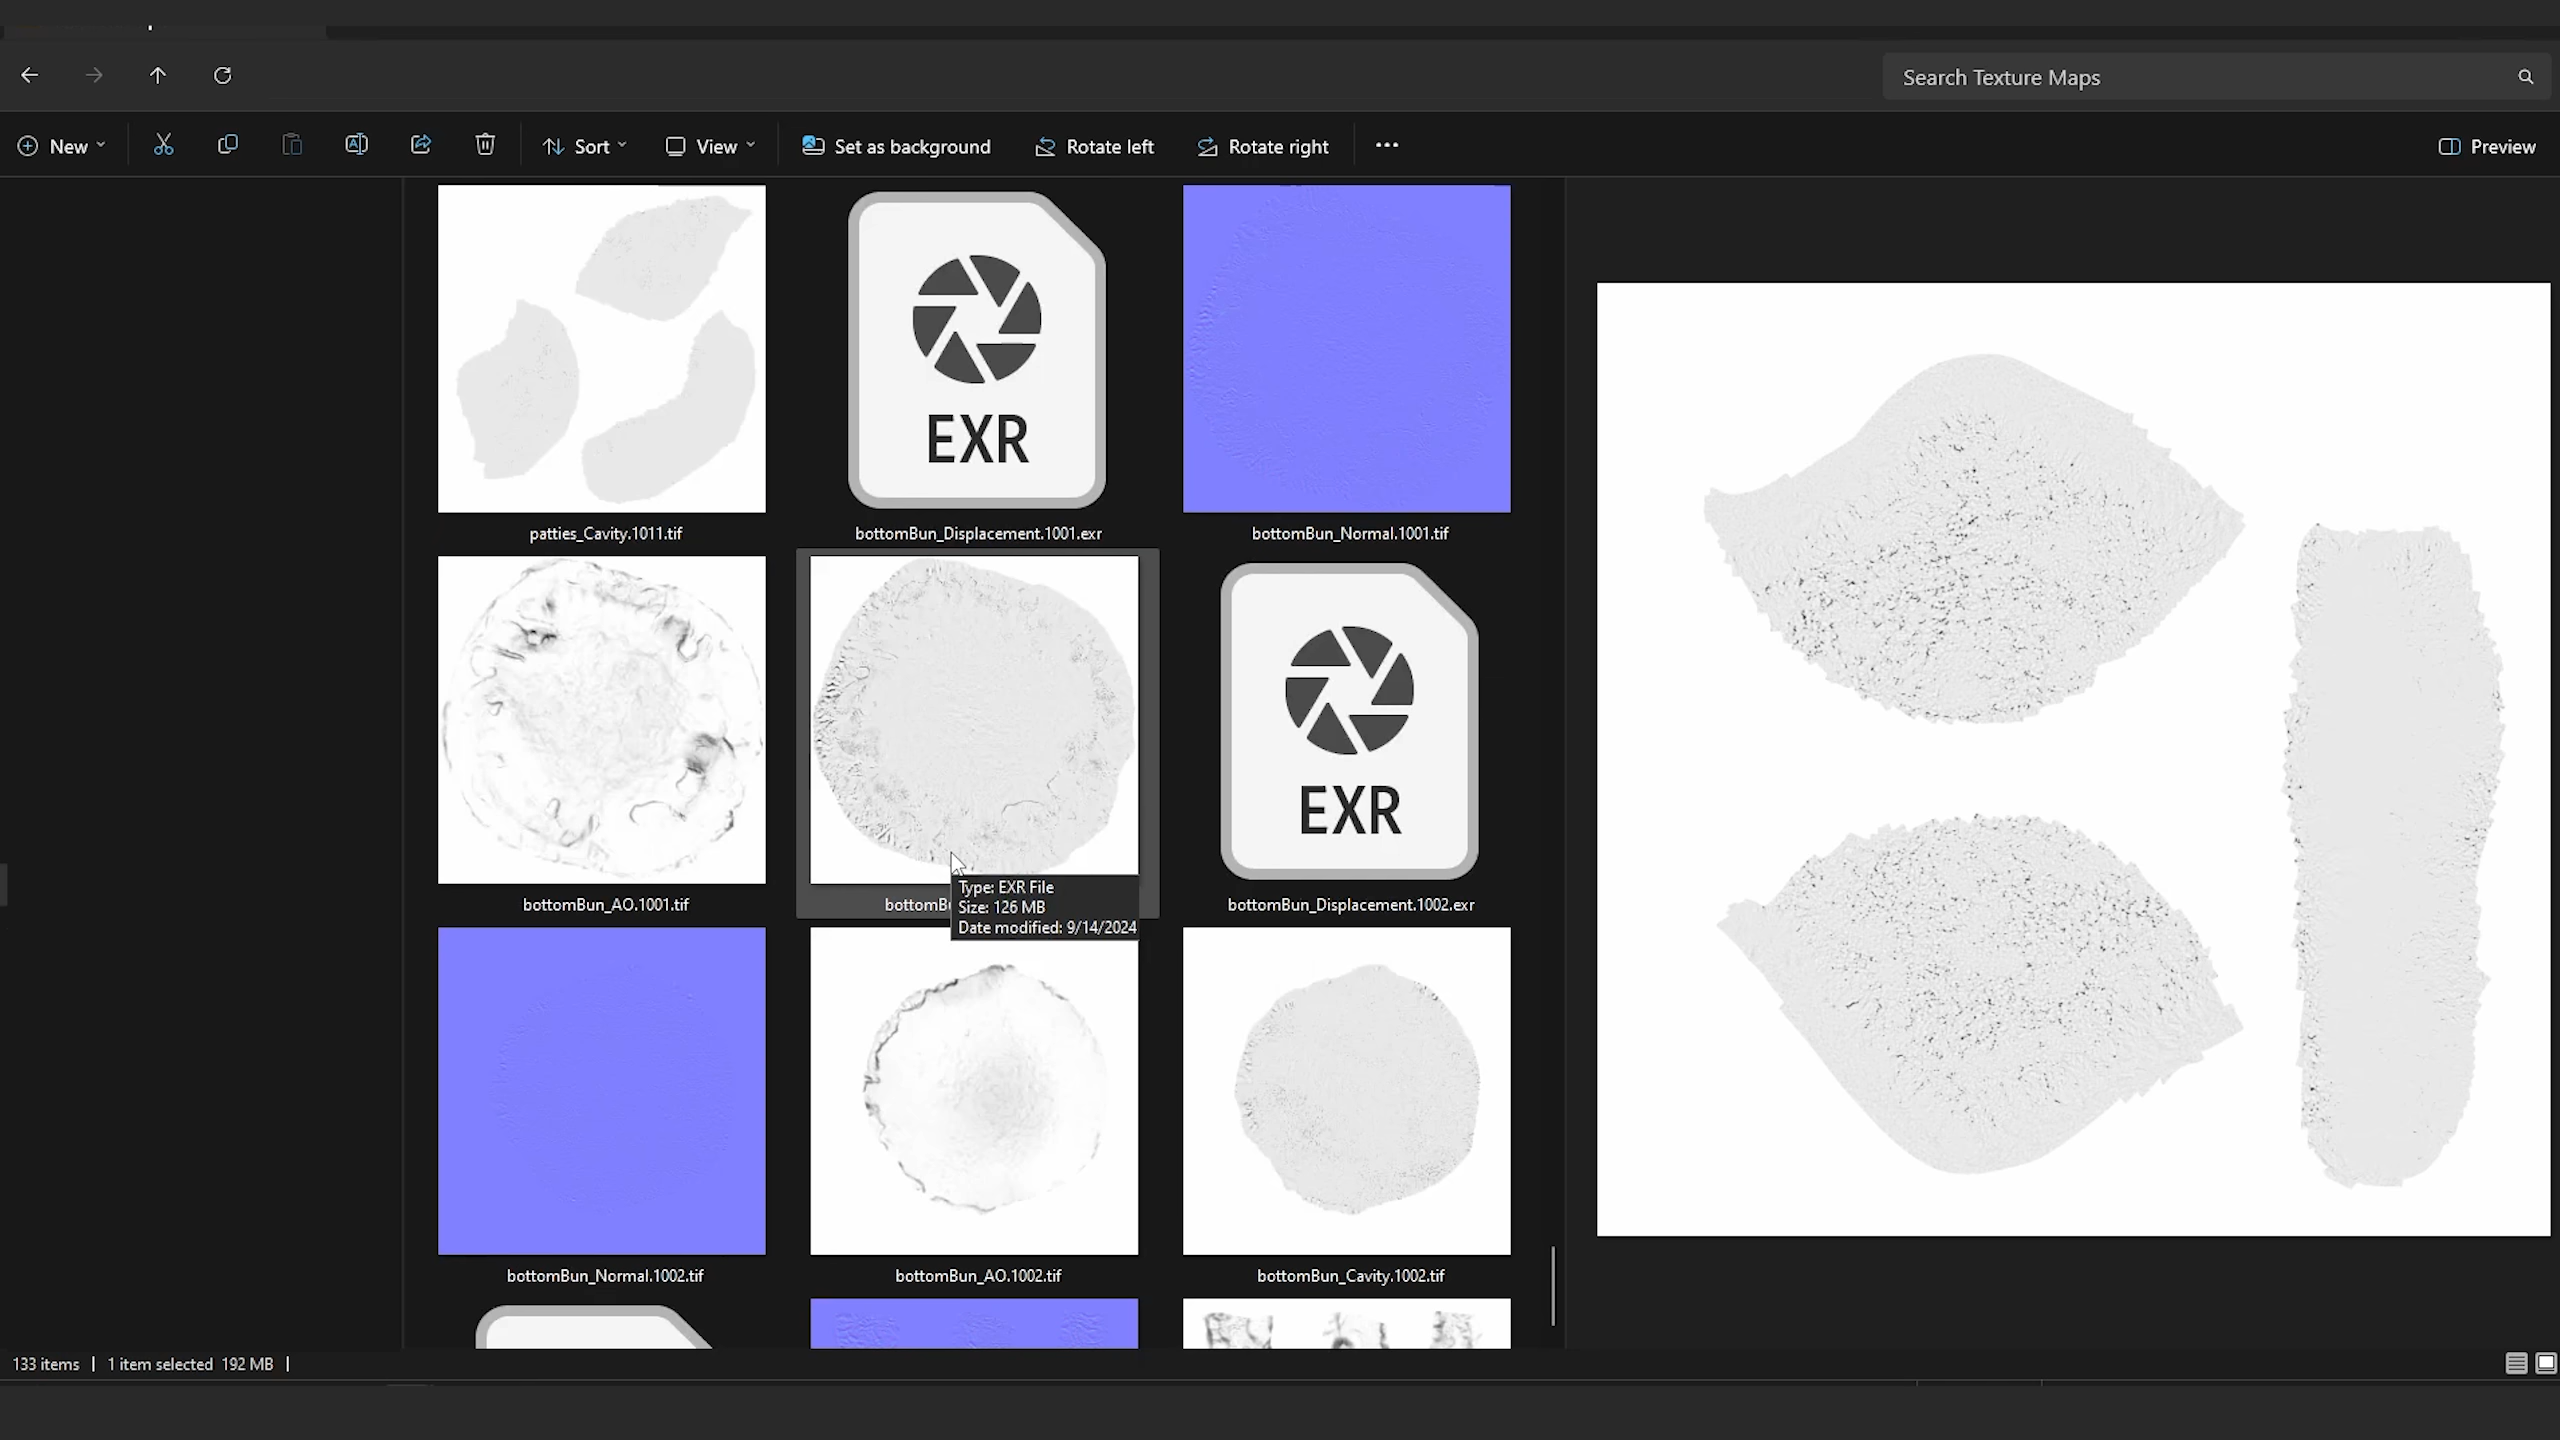 Search Texture Maps
New
Sort
View
Set as background
Rotate left
Rotate right
Preview
EXR
patties_Cavity.1011.tif
bottomBun_Displacement.1001.exr
bottomBun_Normal.1001.tif
EXR
bottomBun_AO.1001.tif
bottomB
bottomBun_Displacement.1002.exr
Type: EXR File
Size: 126 MB
Date modified: 9/14/2024
bottomBun_Normal.1002.tif
bottomBun_AO.1002.tif
bottomBun_Cavity.1002.tif
133 items
1 item selected 192 MB